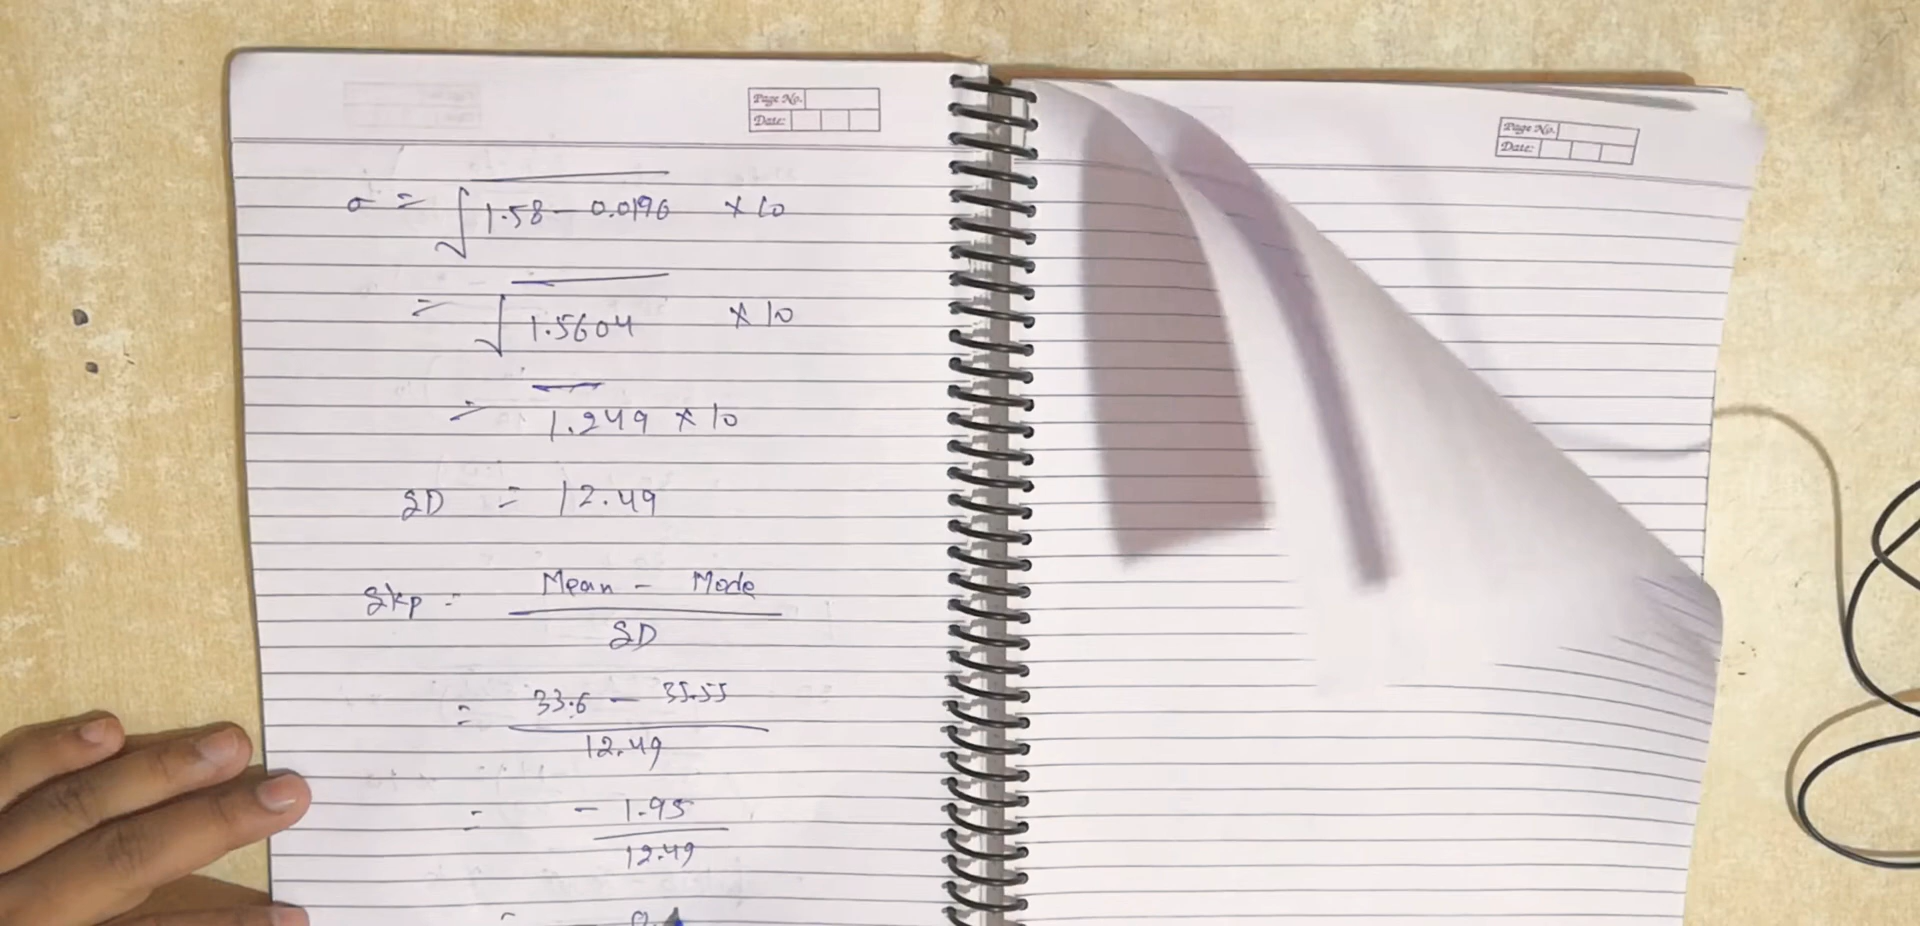 Page No.
Date:
Page No.
Date:
σ = √1.58 - 0.0196 × 10
= √1.5604 × 10
= 1.249 × 10
SD = 12.49
Skp = Mean - Mode
SD
= 33.6 - 35.55
12.49
= - 1.95
12.49
=